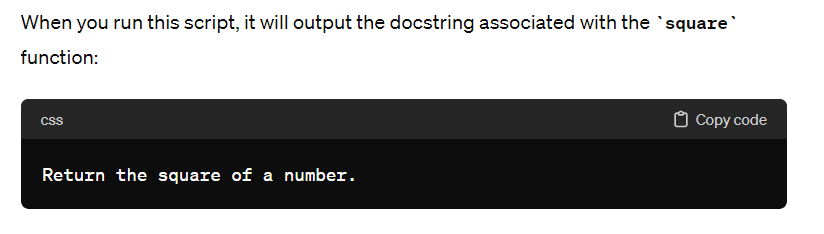 When you run this script, it will output the docstring associated with the `square`
function:
css
Copy code
Return the square of a number.